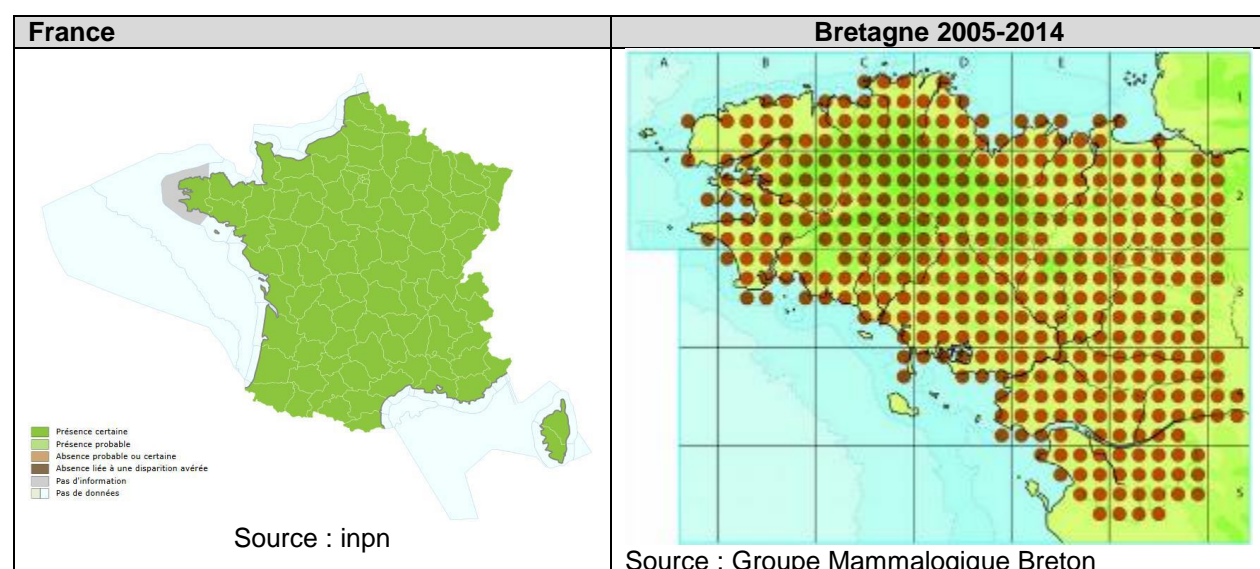 France
Bretagne 2005-2014
A B C D E
1
2
3
4
5
Présence certaine
Présence probable
Absence probable ou certaine
Absence liée à une disparition avérée
Pas d'information
Pas de données
Source : inpn
Source : Groupe Mammalogique Breton